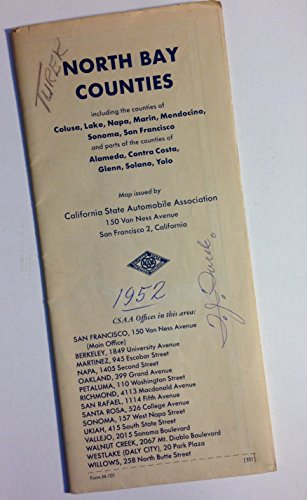 TUREK
NORTH BAY
COUNTIES
including the counties of
Colusa, Lake, Napa, Marin, Mendocino,
Sonoma, San Francisco
and parts of the counties of
Alameda, Contra Costa,
Glenn, Solano, Yolo
Map issued by
California State Automobile Association
150 Van Ness Avenue
San Francisco 2, California
1952
CSAA Offices in this area:
SAN FRANCISCO, 150 Van Ness Avenue
(Main Office)
BERKELEY, 1849 University Avenue
MARTINEZ, 945 Escobar Street
NAPA, 1405 Second Street
OAKLAND, 399 Grand Avenue
PETALUMA, 110 Washington Street
RICHMOND, 4113 Macdonald Avenue
SAN RAFAEL, 1114 Fifth Avenue
SANTA ROSA, 526 College Avenue
SONOMA, 157 West Napa Street
UKIAH, 415 South State Street
VALLEJO, 2015 Sonoma Boulevard
WALNUT CREEK, 2067 Mt. Diablo Boulevard
WESTLAKE (DALY CITY), 20 Park Plaza
WILLOWS, 258 North Butte Street